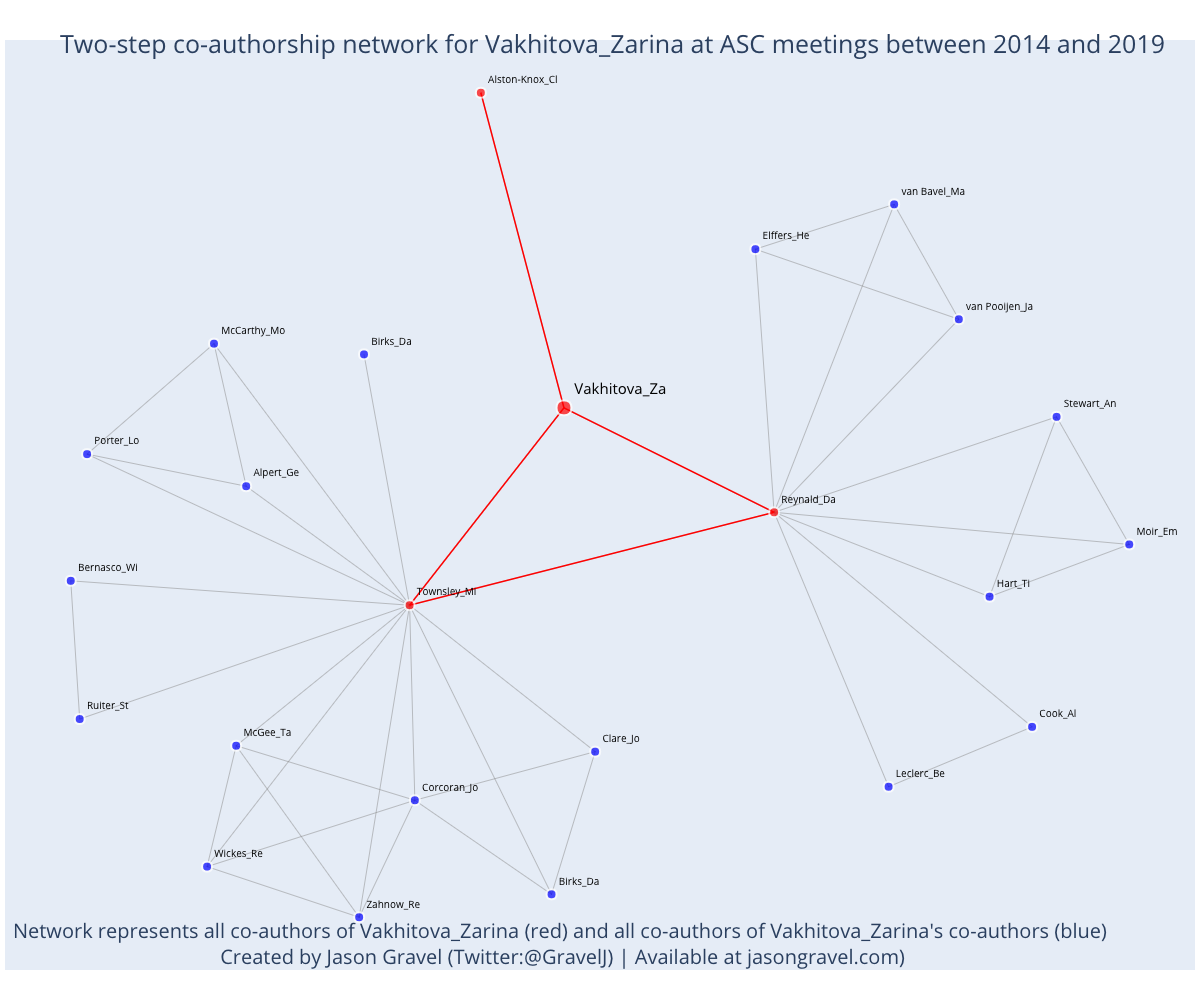 Two-step co-authorship network for Vakhitova_Zarina at ASC meetings between 2014 and 2019
Alston-Knox_Cl
van Bavel_Ma
Elffers_He
van Pooijen_Ja
McCarthy_Mo
Birks_Da
Vakhitova_Za
Stewart_An
Porter_Lo
Alpert_Ge
Reynald_Da
Moir_Em
Bernasco_Wi
Hart_Ti
Townsley_Mi
Ruiter_St
Cook_Al
McGee_Ta
Clare_Jo
Leclerc_Be
Corcoran_Jo
Wickes_Re
Birks_Da
Zahnow_Re
Network represents all co-authors of Vakhitova_Zarina (red) and all co-authors of Vakhitova_Zarina's co-authors (blue)
Created by Jason Gravel (Twitter:@GravelJ) | Available at jasongravel.com)